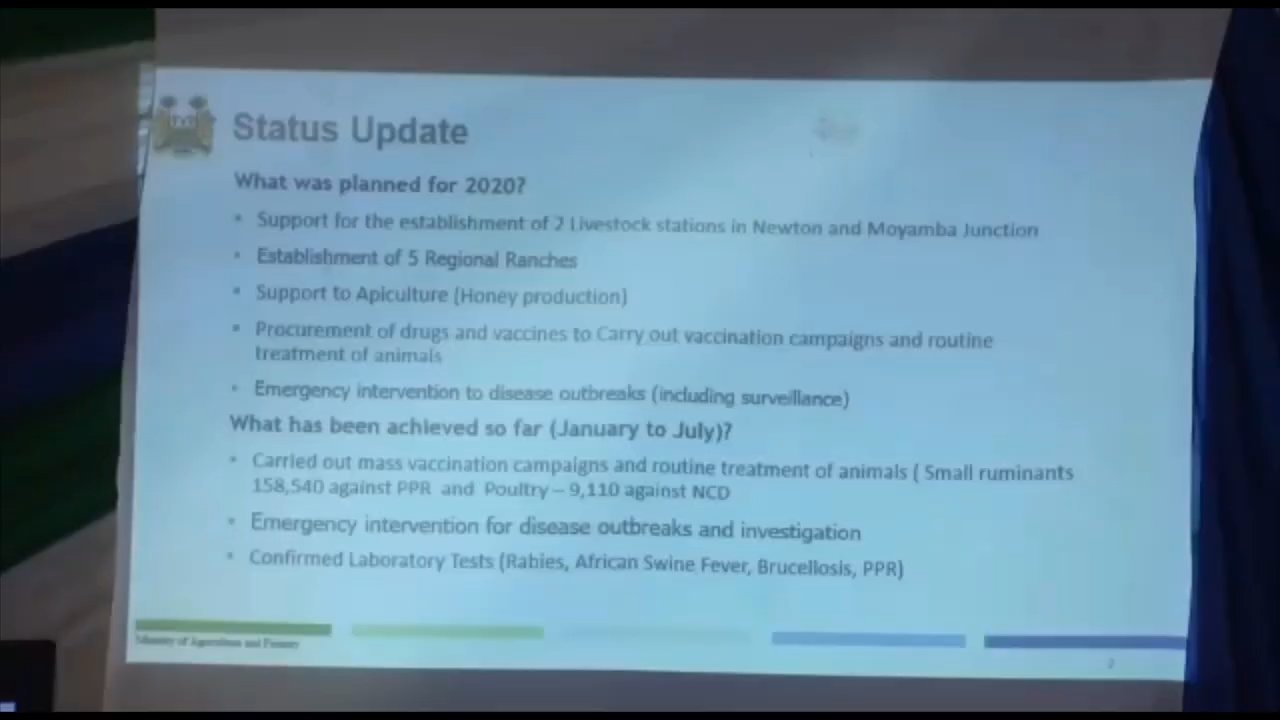 Status Update
What was planned for 2020?
• Support for the establishment of 2 Livestock stations in Newton and Moyamba Junction
• Establishment of 5 Regional Ranches
• Support to Apiculture (Honey production)
• Procurement of drugs and vaccines to Carry out vaccination campaigns and routine
treatment of animals
• Emergency intervention to disease outbreaks (including surveillance)
What has been achieved so far (January to July)?
• Carried out mass vaccination campaigns and routine treatment of animals ( Small ruminants
158,540 against PPR and Poultry – 9,110 against NCD
• Emergency intervention for disease outbreaks and investigation
• Confirmed Laboratory Tests (Rabies, African Swine Fever, Brucellosis, PPR)
Ministry of Agriculture and Forestry